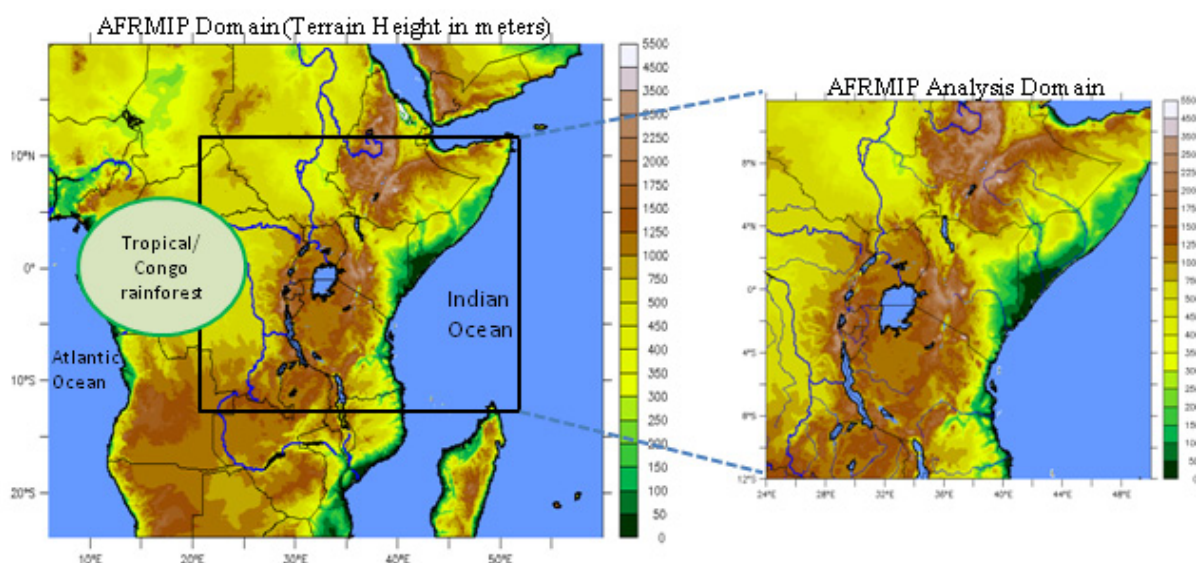 AFRMIP Domain (Terrain Height in meters)
10°N
0°
10°S
20°S
10°E
20°E
30°E
40°E
50°E
Tropical/
Congo
rainforest
Atlantic
Ocean
Indian
Ocean
5500
4500
3500
2250
2000
1750
1500
1250
1000
750
500
450
400
350
300
250
200
150
100
50
0
AFRMIP Analysis Domain
8°N
4°N
0°
4°S
8°S
12°S
24°E
28°E
32°E
36°E
40°E
44°E
48°E